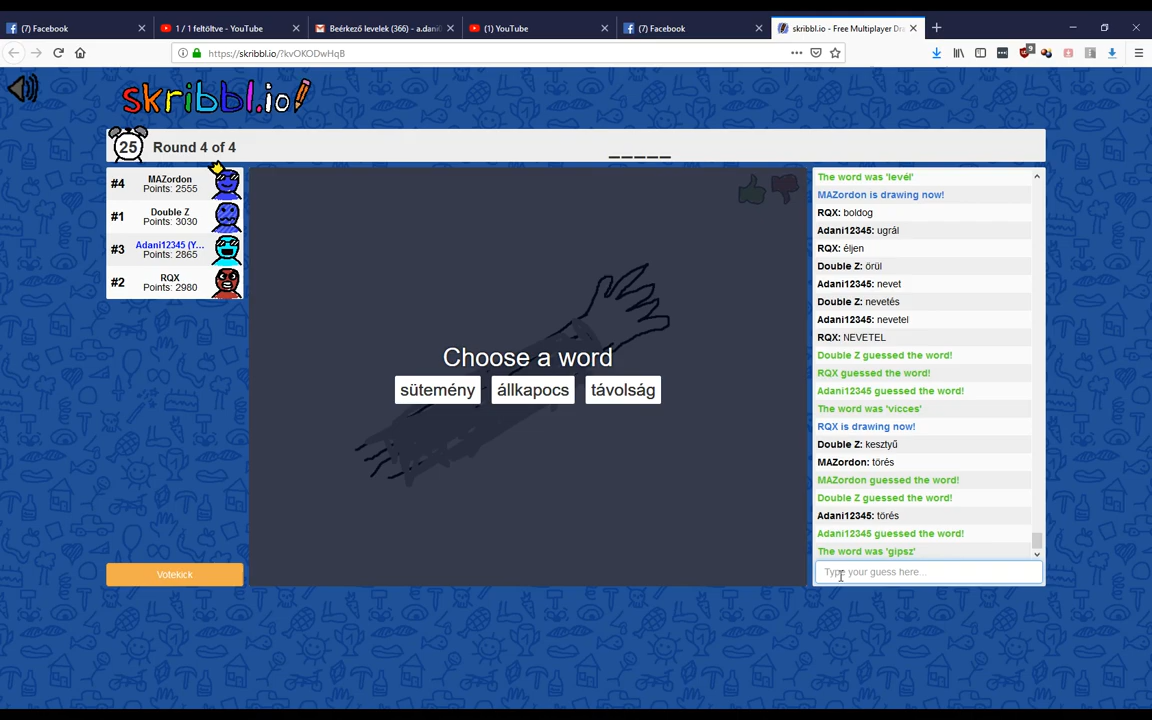 (7) Facebook
1 / 1 feltöltve - YouTube
Beérkező levelek (366) - a.dani
(1) YouTube
(7) Facebook
skribbl.io - Free Multiplayer Dra
https://skribbl.io/?kvOKODwHqB
9
skribbl.io
25
Round 4 of 4
_____
#4
MAZordon
Points: 2555
#1
Double Z
Points: 3030
#3
Adani12345 (Y...
Points: 2865
#2
RQX
Points: 2980
Votekick
Choose a word
sütemény
állkapocs
távolság
The word was 'levél'
MAZordon is drawing now!
RQX: boldog
Adani12345: ugrál
RQX: éljen
Double Z: örül
Adani12345: nevet
Double Z: nevetés
Adani12345: nevetel
RQX: NEVETEL
Double Z guessed the word!
RQX guessed the word!
Adani12345 guessed the word!
The word was 'vicces'
RQX is drawing now!
Double Z: kesztyű
MAZordon: törés
MAZordon guessed the word!
Double Z guessed the word!
Adani12345: törés
Adani12345 guessed the word!
The word was 'gipsz'
Type your guess here...